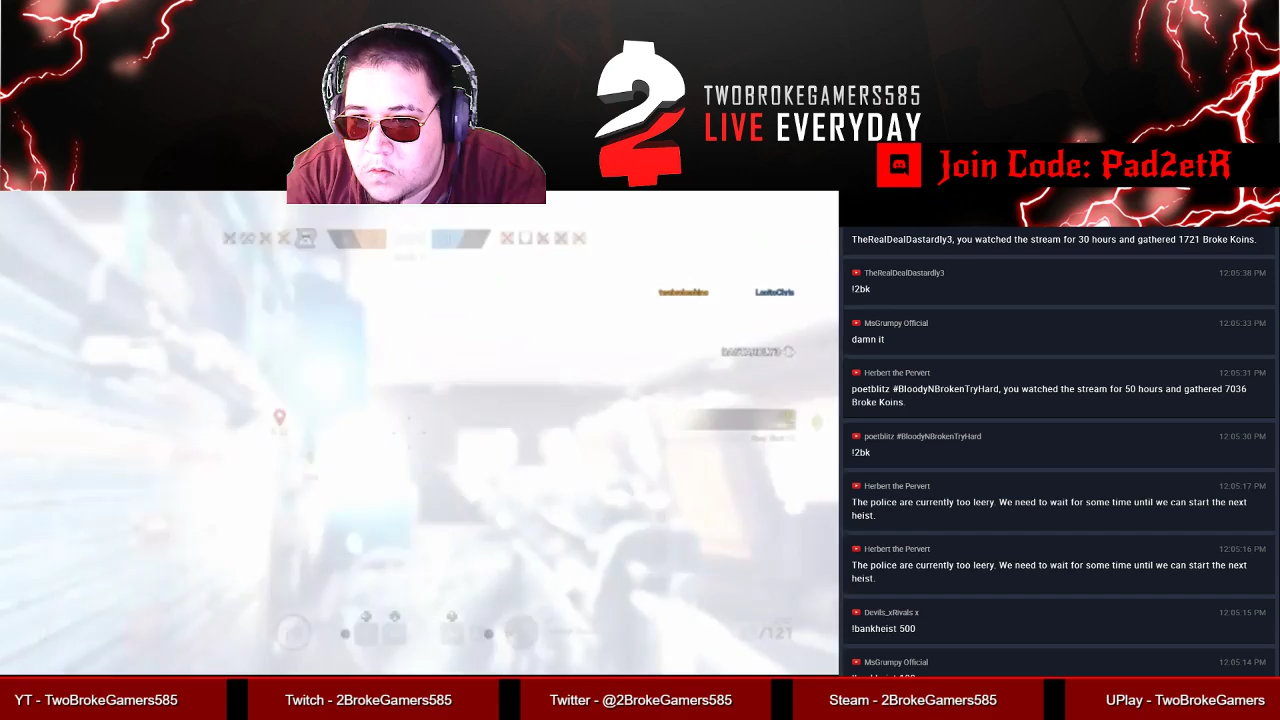 2
TWOBROKEGAMERS585
LIVE EVERYDAY
Join Code: Pad2etR
TheRealDealDastardly3, you watched the stream for 30 hours and gathered 1721 Broke Koins.
TheRealDealDastardly3 12:05:38 PM
!2bk
MsGrumpy Official 12:05:33 PM
damn it
Herbert the Pervert 12:05:31 PM
poetblitz #BloodyNBrokenTryHard, you watched the stream for 50 hours and gathered 7036
Broke Koins.
poetblitz #BloodyNBrokenTryHard 12:05:30 PM
!2bk
Herbert the Pervert 12:05:17 PM
The police are currently too leery. We need to wait for some time until we can start the next
heist.
Herbert the Pervert 12:05:16 PM
The police are currently too leery. We need to wait for some time until we can start the next
heist.
Devils_xRivals x 12:05:15 PM
!bankheist 500
MsGrumpy Official 12:05:14 PM
/121
YT - TwoBrokeGamers585
Twitch - 2BrokeGamers585
Twitter - @2BrokeGamers585
Steam - 2BrokeGamers585
UPlay - TwoBrokeGamers